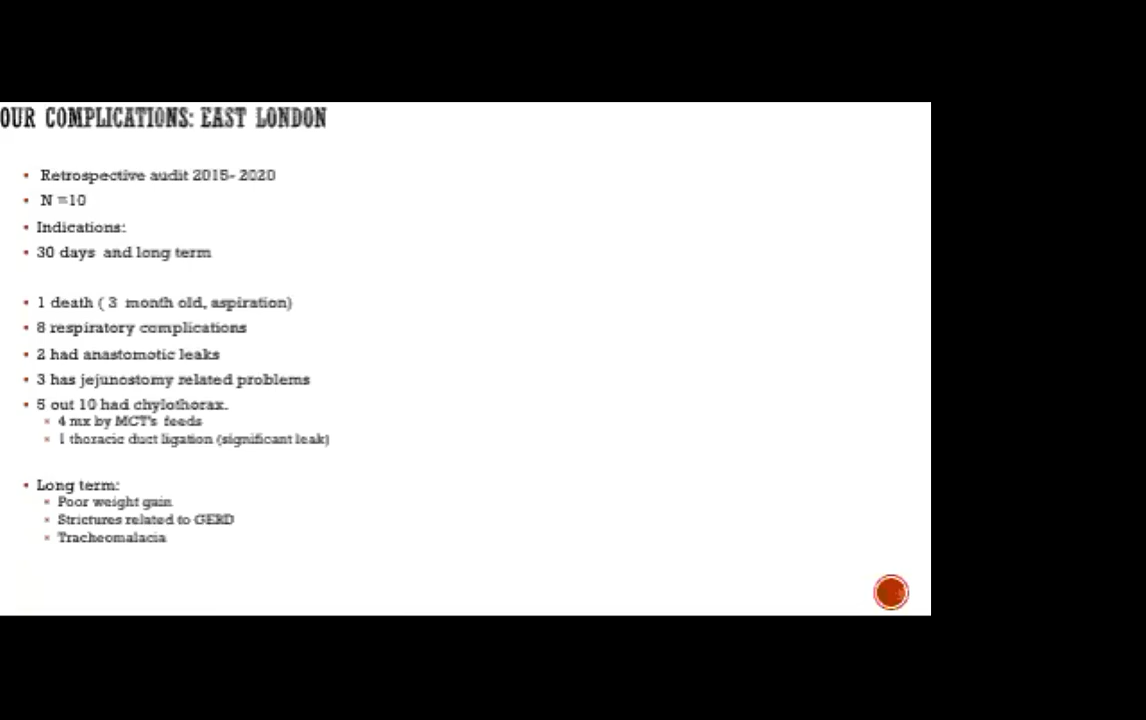 OUR COMPLICATIONS: EAST LONDON
Retrospective audit 2015- 2020
N =10
Indications:
30 days and long term
1 death ( 3 month old, aspiration)
8 respiratory complications
2 had anastomotic leaks
3 has jejunostomy related problems
5 out 10 had chylothorax.
4 mx by MCT's feeds
1 thoracic duct ligation (significant leak)
Long term:
Poor weight gain
Strictures related to GERD
Tracheomalacia